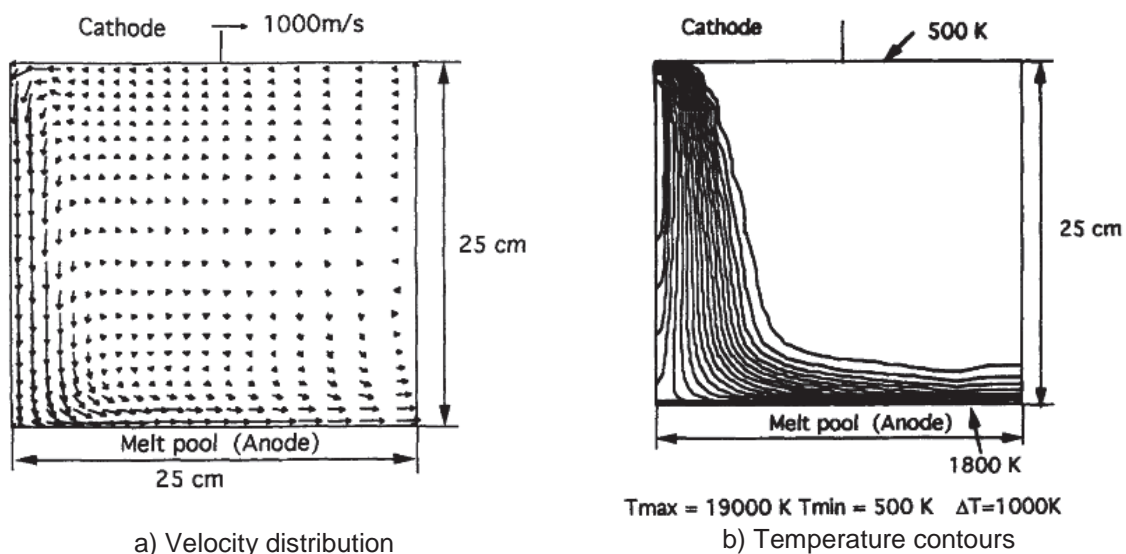 Cathode
1000m/s
25 cm
Melt pool (Anode)
25 cm
a) Velocity distribution
Cathode
500 K
25 cm
Melt pool (Anode)
1800 K
Tmax = 19000 K Tmin = 500 K ΔT=1000K
b) Temperature contours